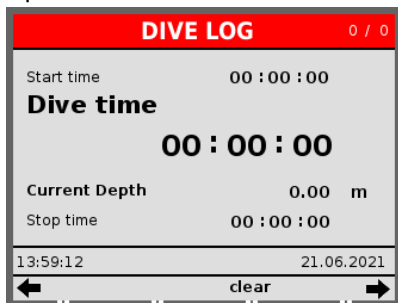 DIVE LOG 0 / 0
Start time 00:00:00
Dive time
00:00:00
Current Depth 0.00 m
Stop time 00:00:00
13:59:12 21.06.2021
clear